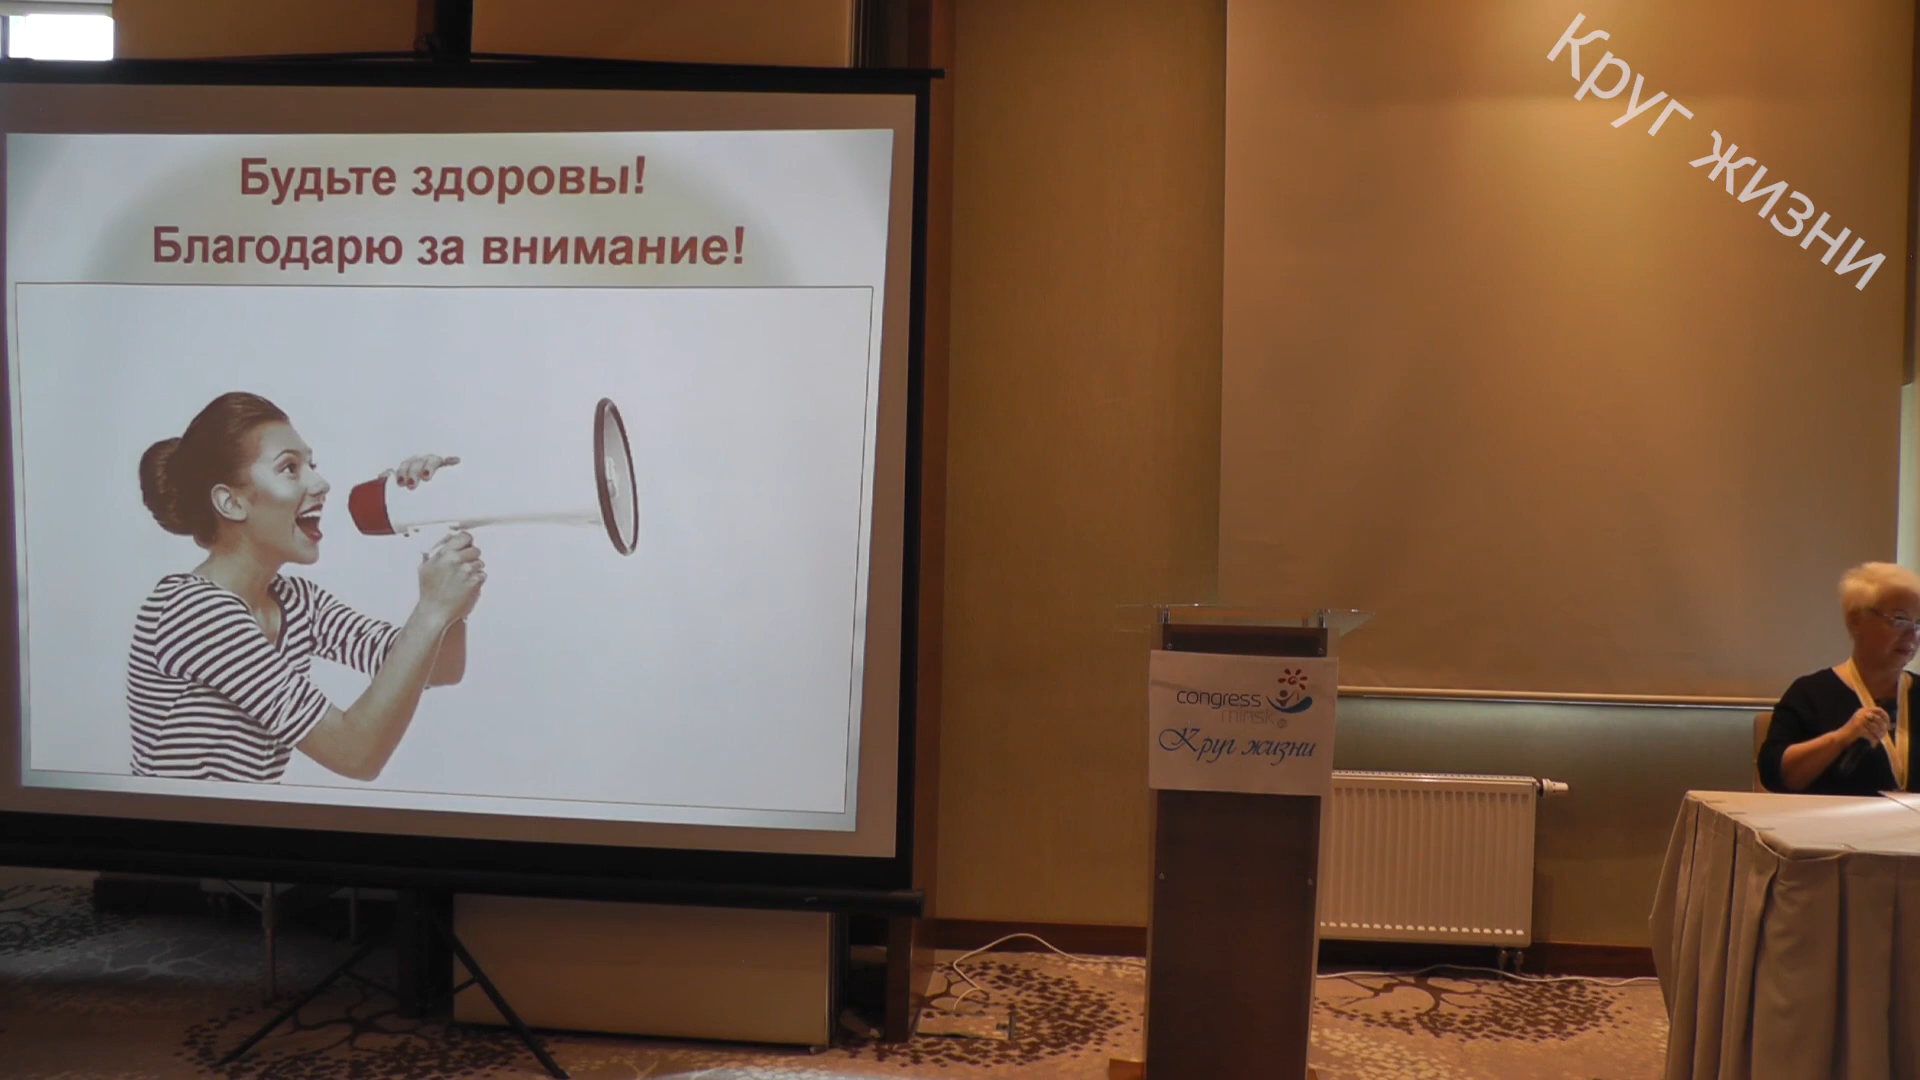 Будьте здоровы!
Благодарю за внимание!
Круг жизни
congress
minsk
Круг жизни